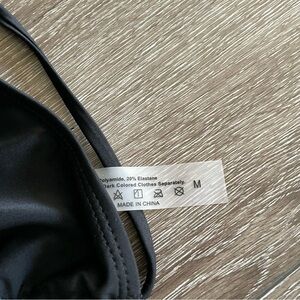 Polyamide, 20% Elastane
Dark Colored Clothes Separately.
M
MADE IN CHINA